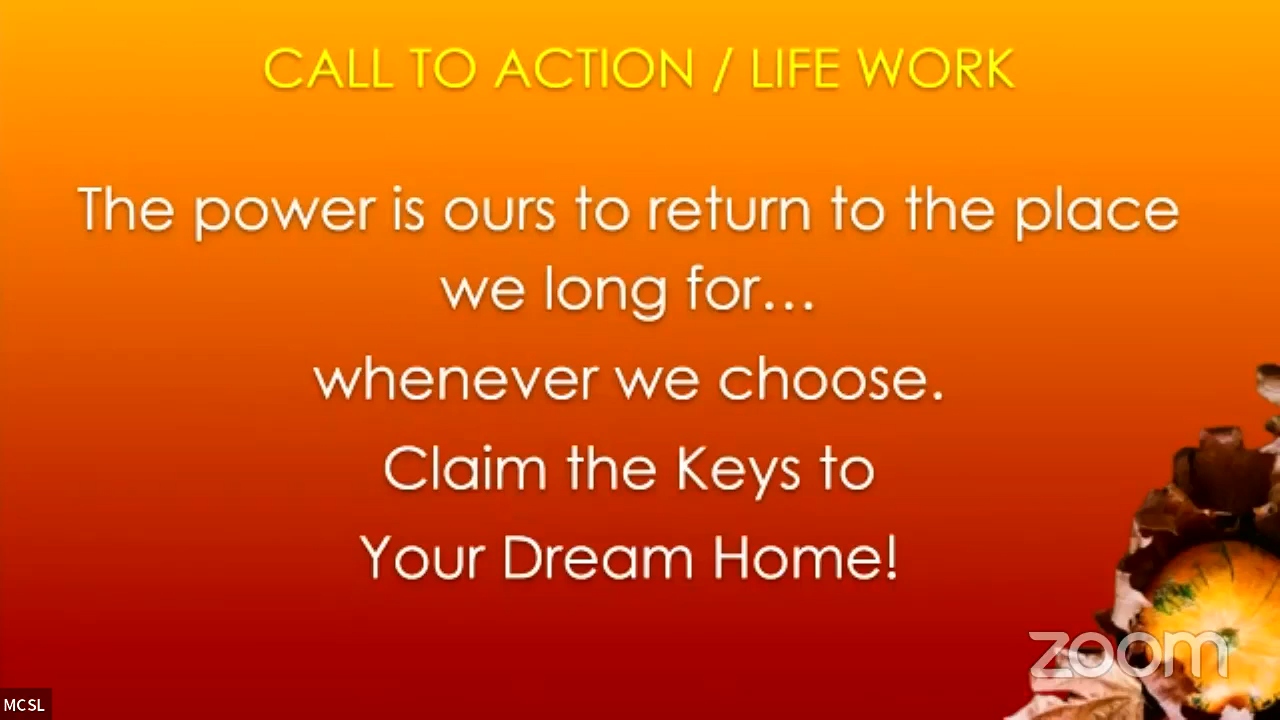 CALL TO ACTION / LIFE WORK
The power is ours to return to the place
we long for...
whenever we choose.
Claim the Keys to
Your Dream Home!
zoom
MCSL